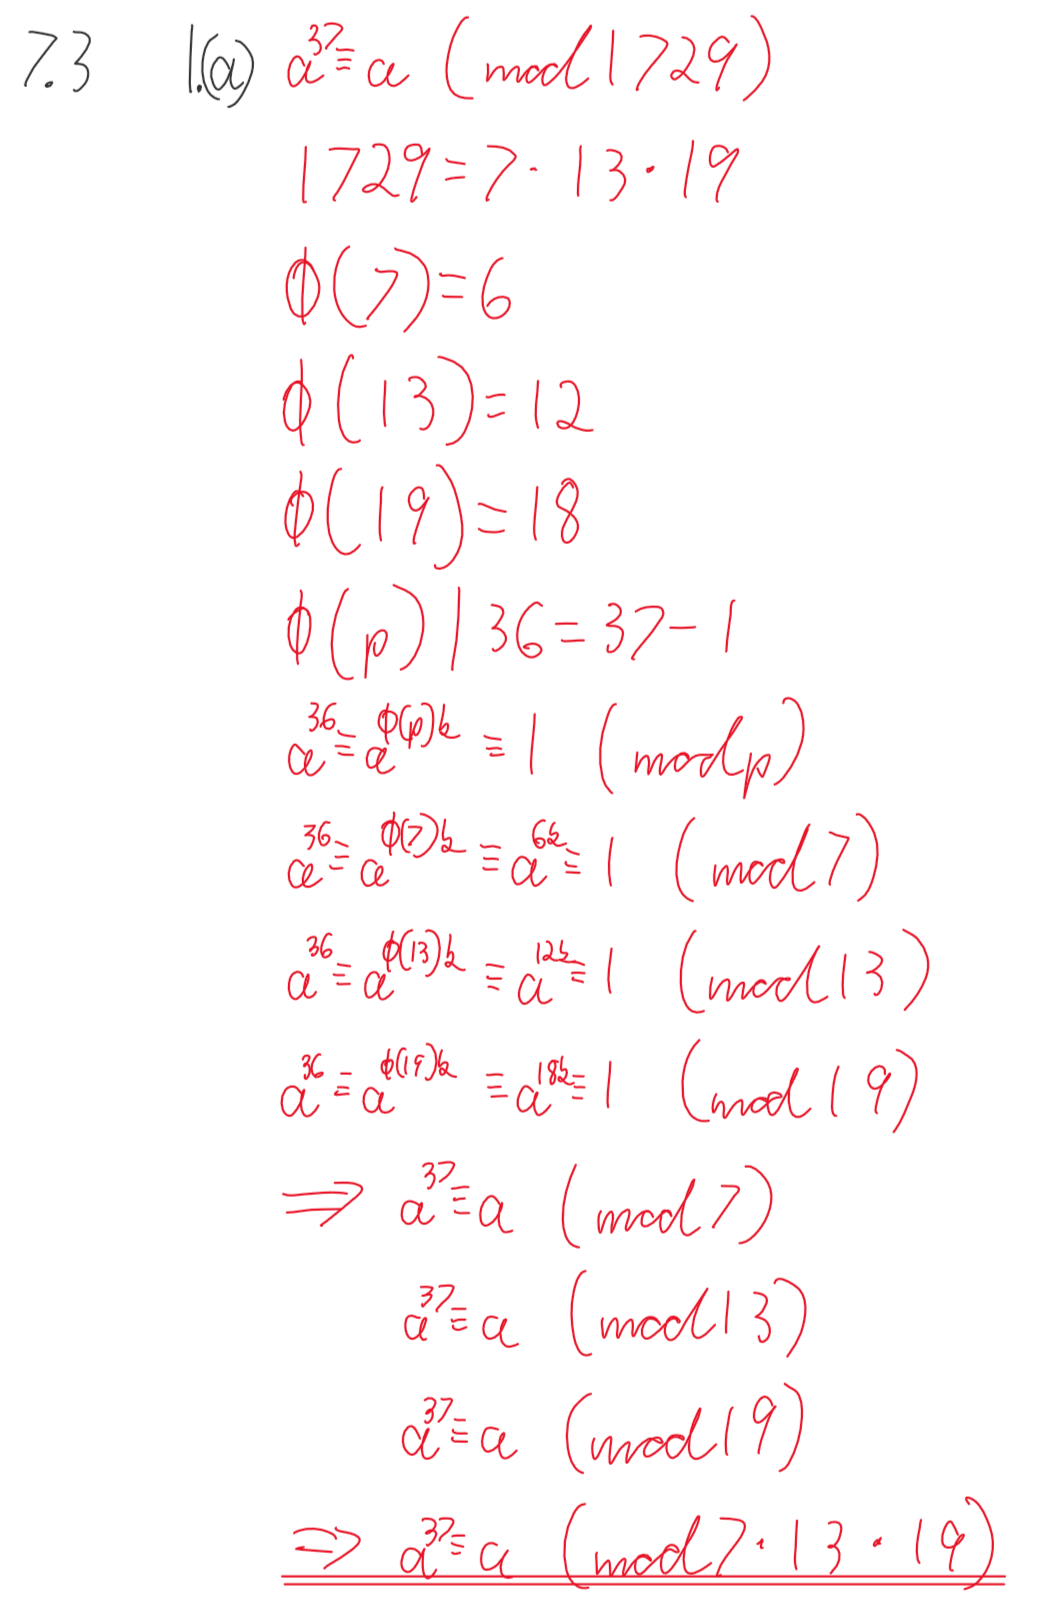 7.3 1.(a) a^37 ≡ a (mod 1729)
1729 = 7 · 13 · 19
ϕ(7) = 6
ϕ(13) = 12
ϕ(19) = 18
ϕ(p) | 36 = 37 − 1
a^36 ≡ a^ϕ(p)k ≡ 1 (mod p)
a^36 ≡ a^ϕ(7)k ≡ a^6k ≡ 1 (mod 7)
a^36 ≡ a^ϕ(13)k ≡ a^12k ≡ 1 (mod 13)
a^36 ≡ a^ϕ(19)k ≡ a^18k ≡ 1 (mod 19)
⇒ a^37 ≡ a (mod 7)
a^37 ≡ a (mod 13)
a^37 ≡ a (mod 19)
⇒ a^37 ≡ a (mod 7 · 13 · 19)